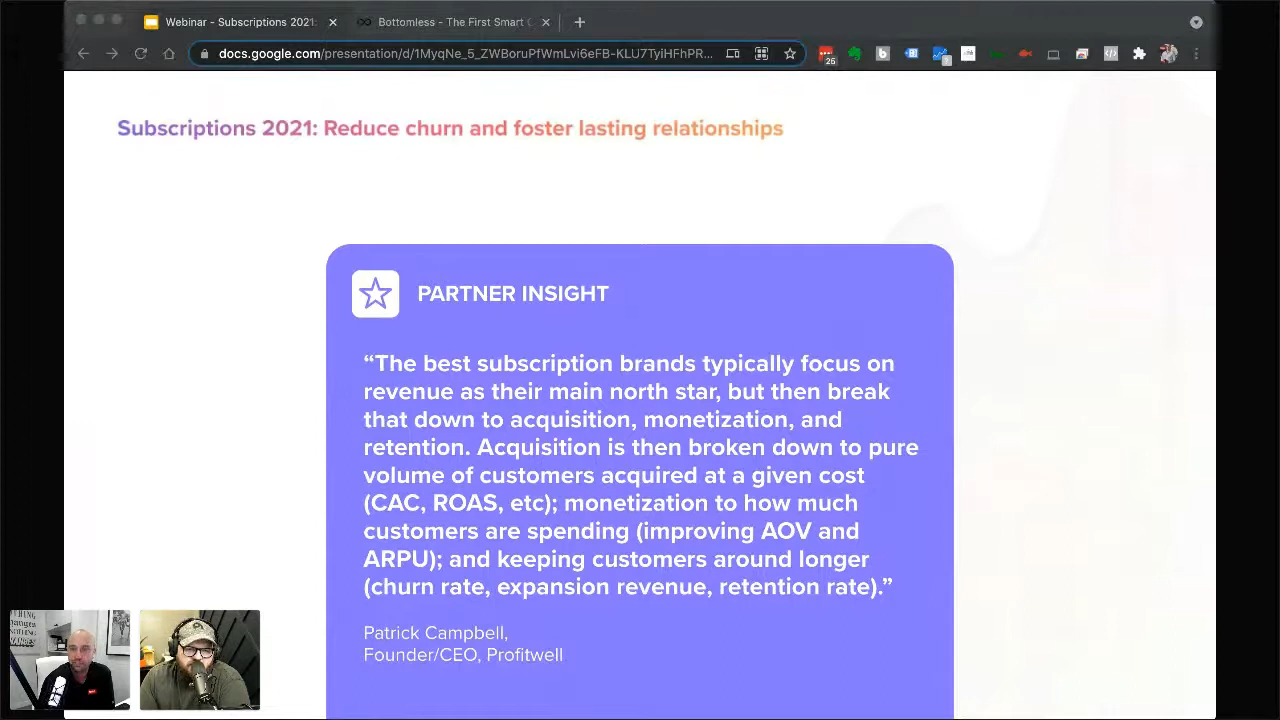 Webinar - Subscriptions 2021:
Bottomless - The First Smart C
docs.google.com/presentation/d/1MyqNe_5_ZWBoruPfWmLvi6eFB-KLU7TyiHFhPR...
25
Subscriptions 2021: Reduce churn and foster lasting relationships
PARTNER INSIGHT
“The best subscription brands typically focus on
revenue as their main north star, but then break
that down to acquisition, monetization, and
retention. Acquisition is then broken down to pure
volume of customers acquired at a given cost
(CAC, ROAS, etc); monetization to how much
customers are spending (improving AOV and
ARPU); and keeping customers around longer
(churn rate, expansion revenue, retention rate).”
Patrick Campbell,
Founder/CEO, Profitwell